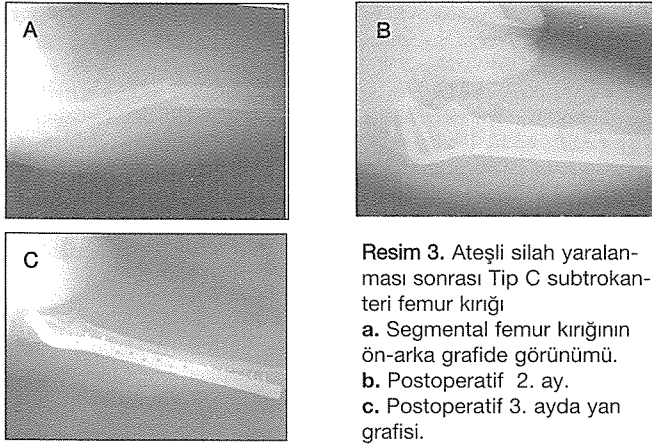 A
B
C
Resim 3. Ateşli silah yaralan-
ması sonrası Tip C subtrokan-
teri femur kırığı
a. Segmental femur kırığının
ön-arka grafide görünümü.
b. Postoperatif 2. ay.
c. Postoperatif 3. ayda yan
grafisi.